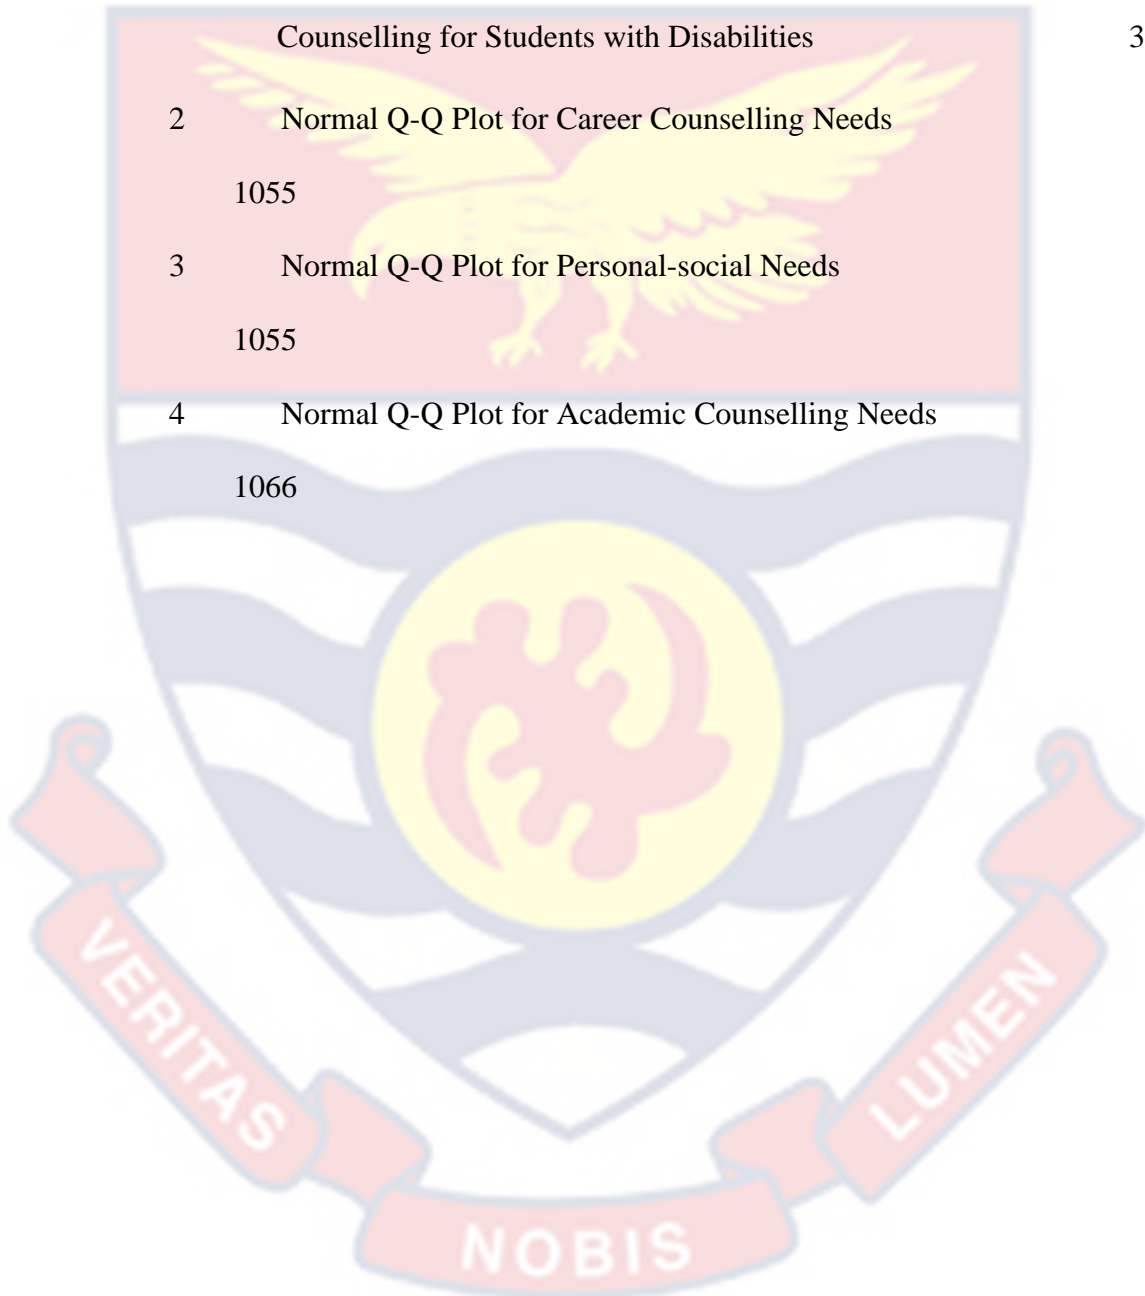 Counselling for Students with Disabilities 3
2 Normal Q-Q Plot for Career Counselling Needs
1055
3 Normal Q-Q Plot for Personal-social Needs
1055
4 Normal Q-Q Plot for Academic Counselling Needs
1066
VERITAS
NOBIS
LUMEN